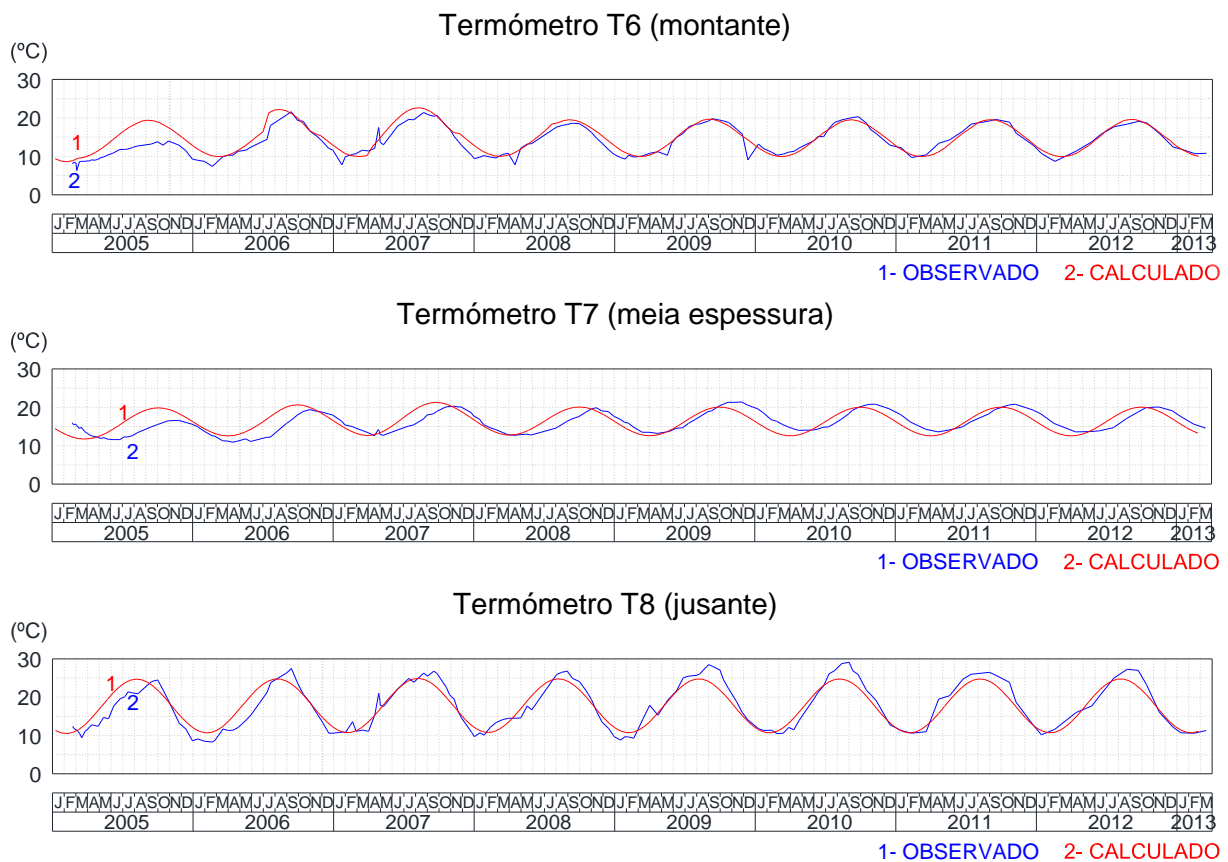 Termómetro T6 (montante)
(ºC)
30
20
10
0
1
2
J F M A M J J A S O N D J F M A M J J A S O N D J F M A M J J A S O N D J F M A M J J A S O N D J F M A M J J A S O N D J F M A M J J A S O N D J F M A M J J A S O N D J F M A M J J A S O N D J F M
2005 2006 2007 2008 2009 2010 2011 2012 2013
1- OBSERVADO 2- CALCULADO
Termómetro T7 (meia espessura)
(ºC)
30
20
10
0
1
2
J F M A M J J A S O N D J F M A M J J A S O N D J F M A M J J A S O N D J F M A M J J A S O N D J F M A M J J A S O N D J F M A M J J A S O N D J F M A M J J A S O N D J F M A M J J A S O N D J F M
2005 2006 2007 2008 2009 2010 2011 2012 2013
1- OBSERVADO 2- CALCULADO
Termómetro T8 (jusante)
(ºC)
30
20
10
0
1
2
J F M A M J J A S O N D J F M A M J J A S O N D J F M A M J J A S O N D J F M A M J J A S O N D J F M A M J J A S O N D J F M A M J J A S O N D J F M A M J J A S O N D J F M A M J J A S O N D J F M
2005 2006 2007 2008 2009 2010 2011 2012 2013
1- OBSERVADO 2- CALCULADO